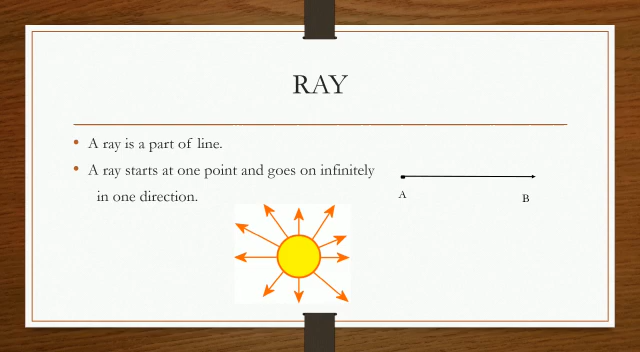 RAY
• A ray is a part of line.
• A ray starts at one point and goes on infinitely
in one direction.
A
B